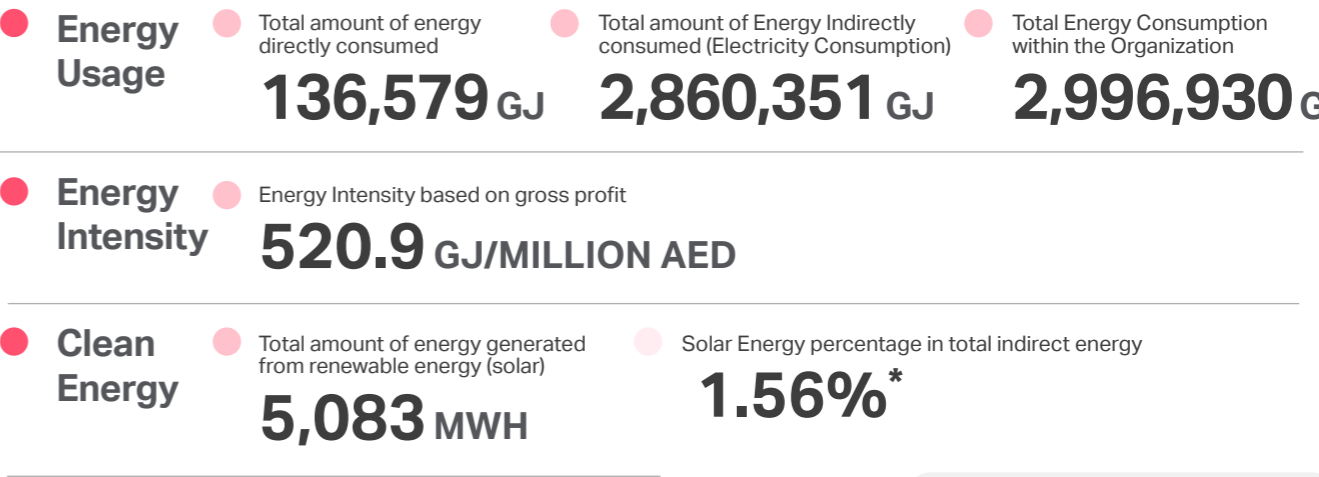 Energy
Usage
Total amount of energy
directly consumed
136,579 GJ
Total amount of Energy Indirectly
consumed (Electricity Consumption)
2,860,351 GJ
Total Energy Consumption
within the Organization
2,996,930 G
Energy
Intensity
Energy Intensity based on gross profit
520.9 GJ/MILLION AED
Clean
Energy
Total amount of energy generated
from renewable energy (solar)
5,083 MWH
Solar Energy percentage in total indirect energy
1.56%*